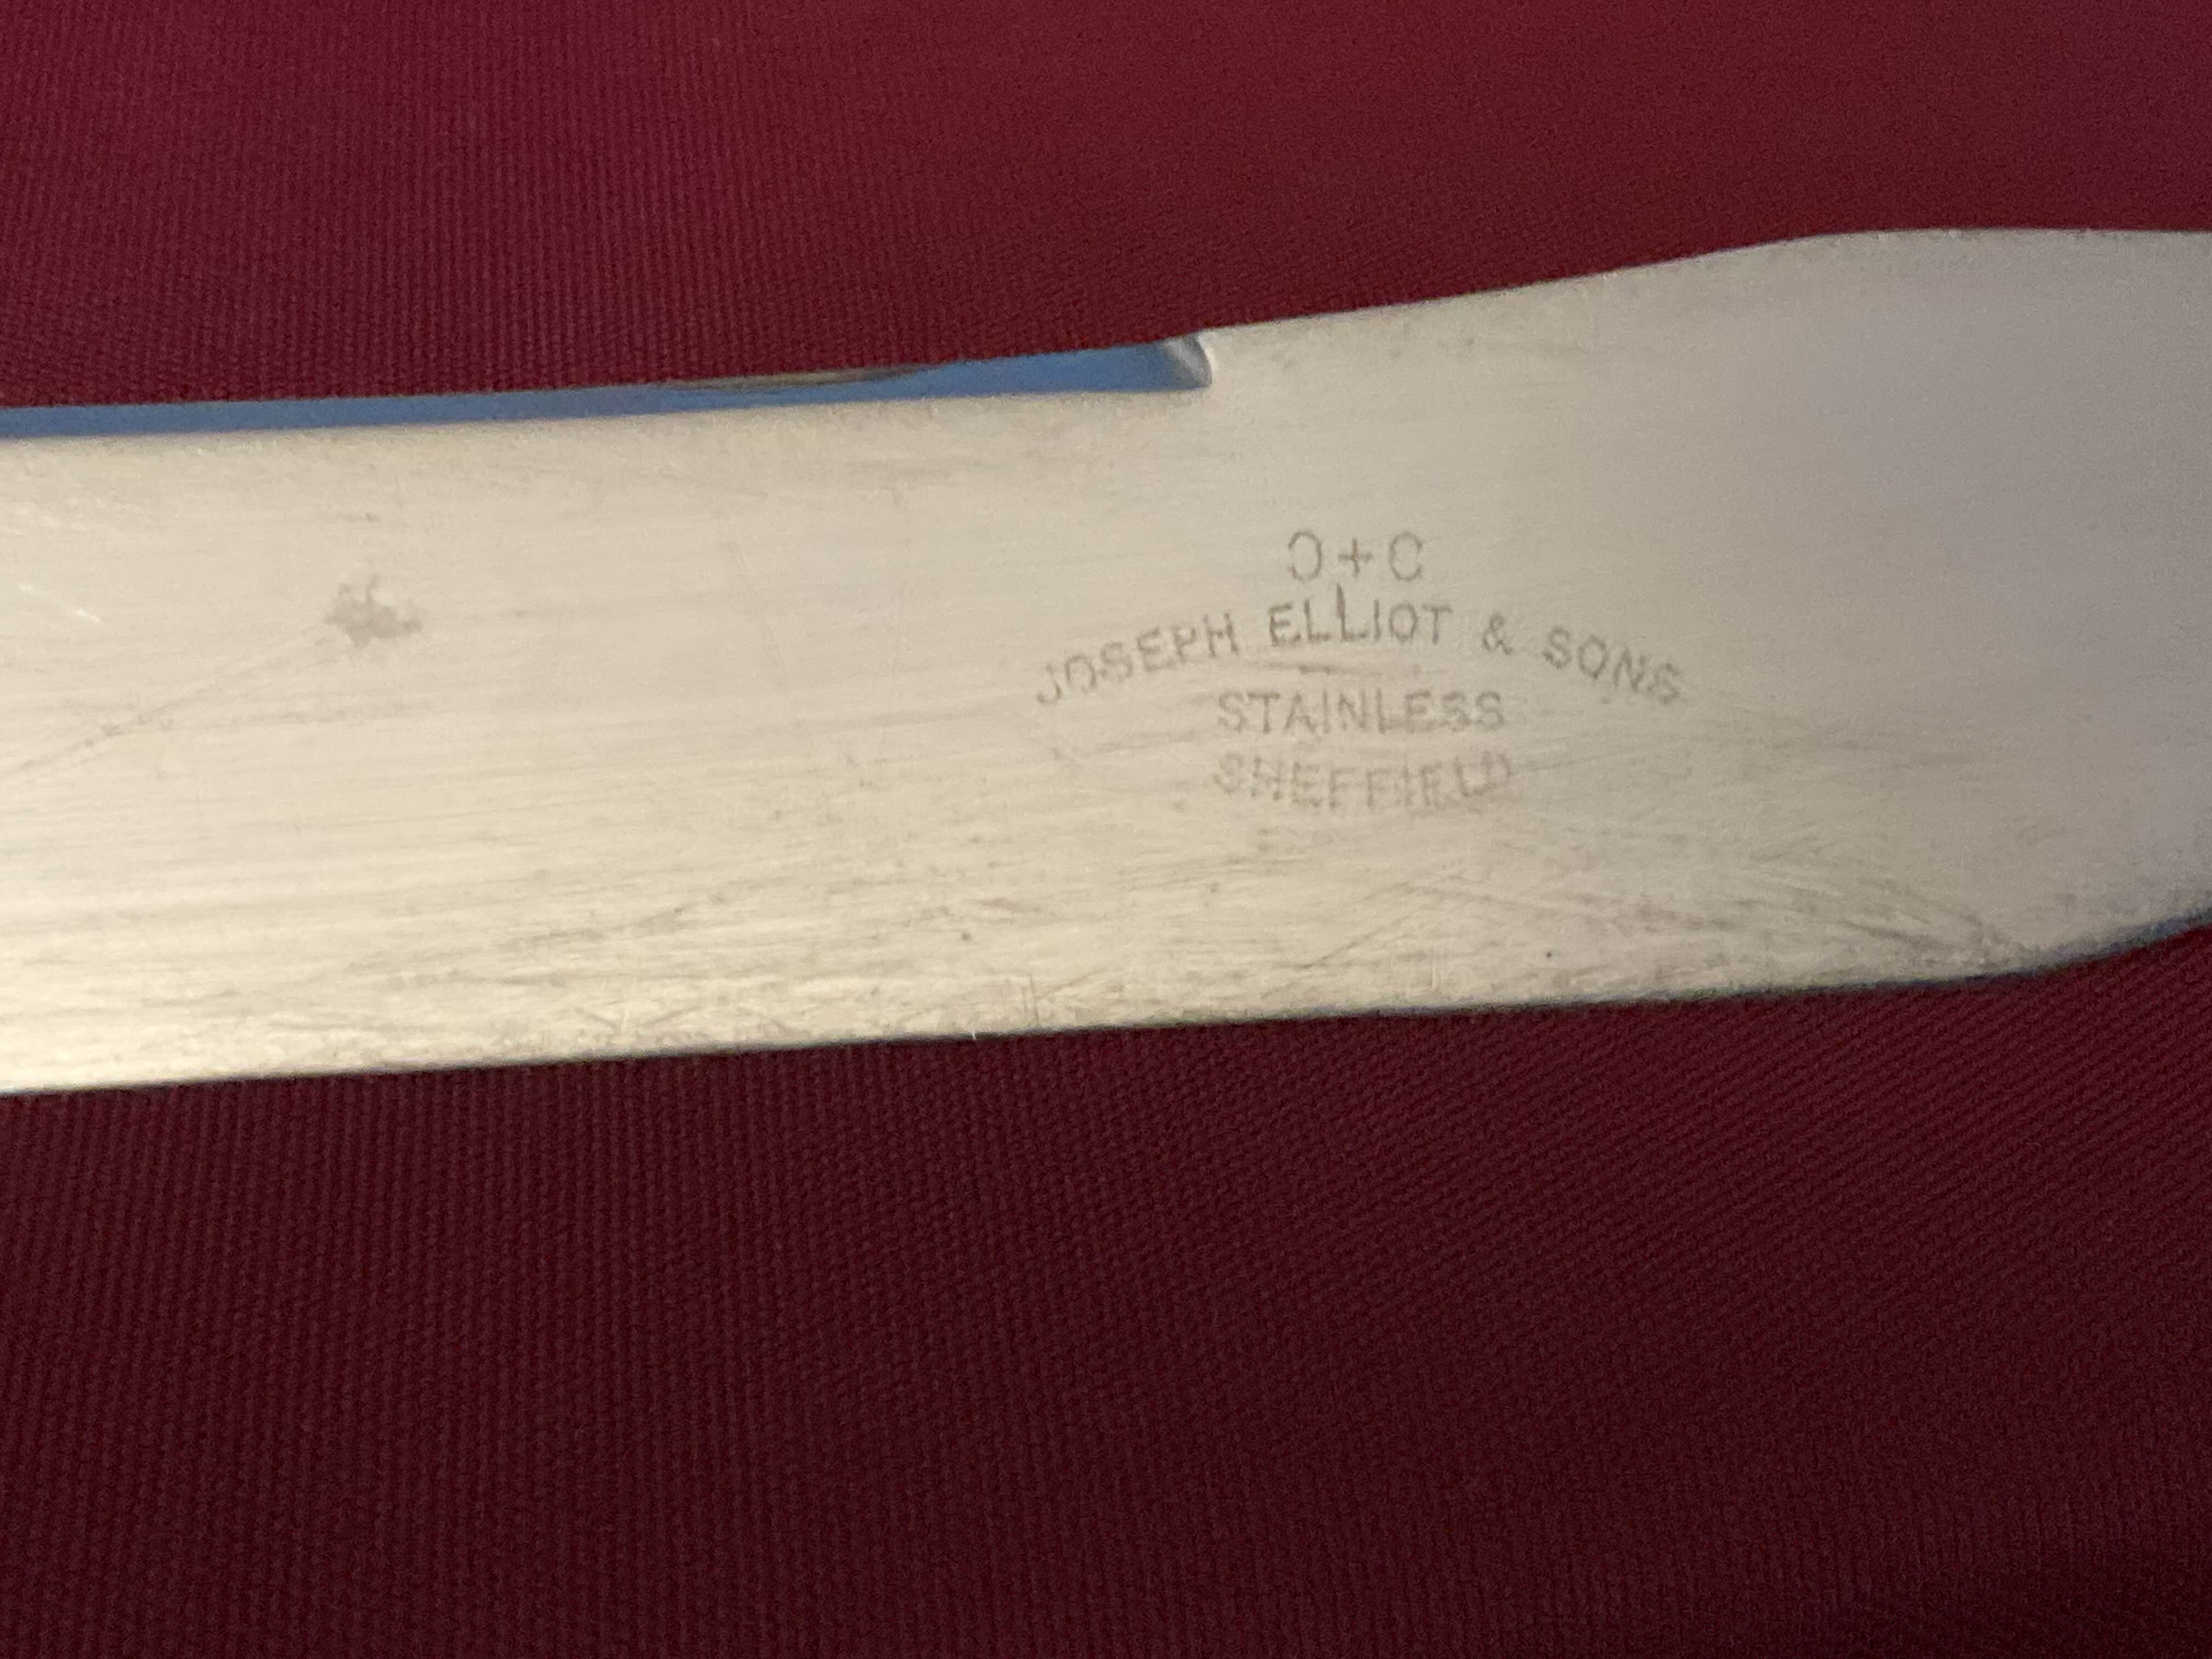 Ɔ+C
JOSEPH ELLIOT & SONS
STAINLESS
SHEFFIELD